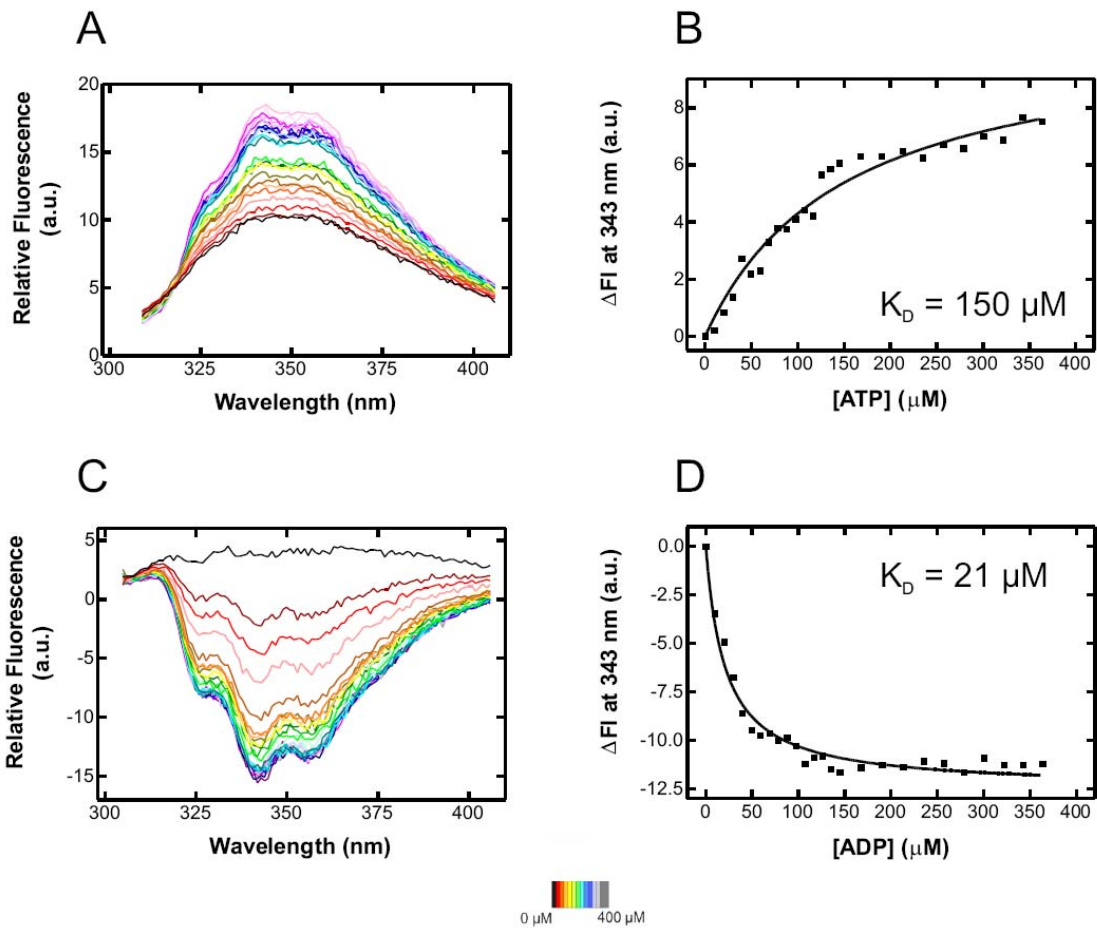 A
B
20
15
10
5
0
Relative Fluorescence
(a.u.)
300 325 350 375 400
Wavelength (nm)
8
6
4
2
0
ΔFI at 343 nm (a.u.)
K_D = 150 µM
0 50 100 150 200 250 300 350 400
[ATP] (µM)
C
D
5
0
-5
-10
-15
Relative Fluorescence
(a.u.)
300 325 350 375 400
Wavelength (nm)
0.0
-2.5
-5.0
-7.5
-10.0
-12.5
ΔFI at 343 nm (a.u.)
K_D = 21 µM
0 50 100 150 200 250 300 350 400
[ADP] (µM)
0 µM 400 µM